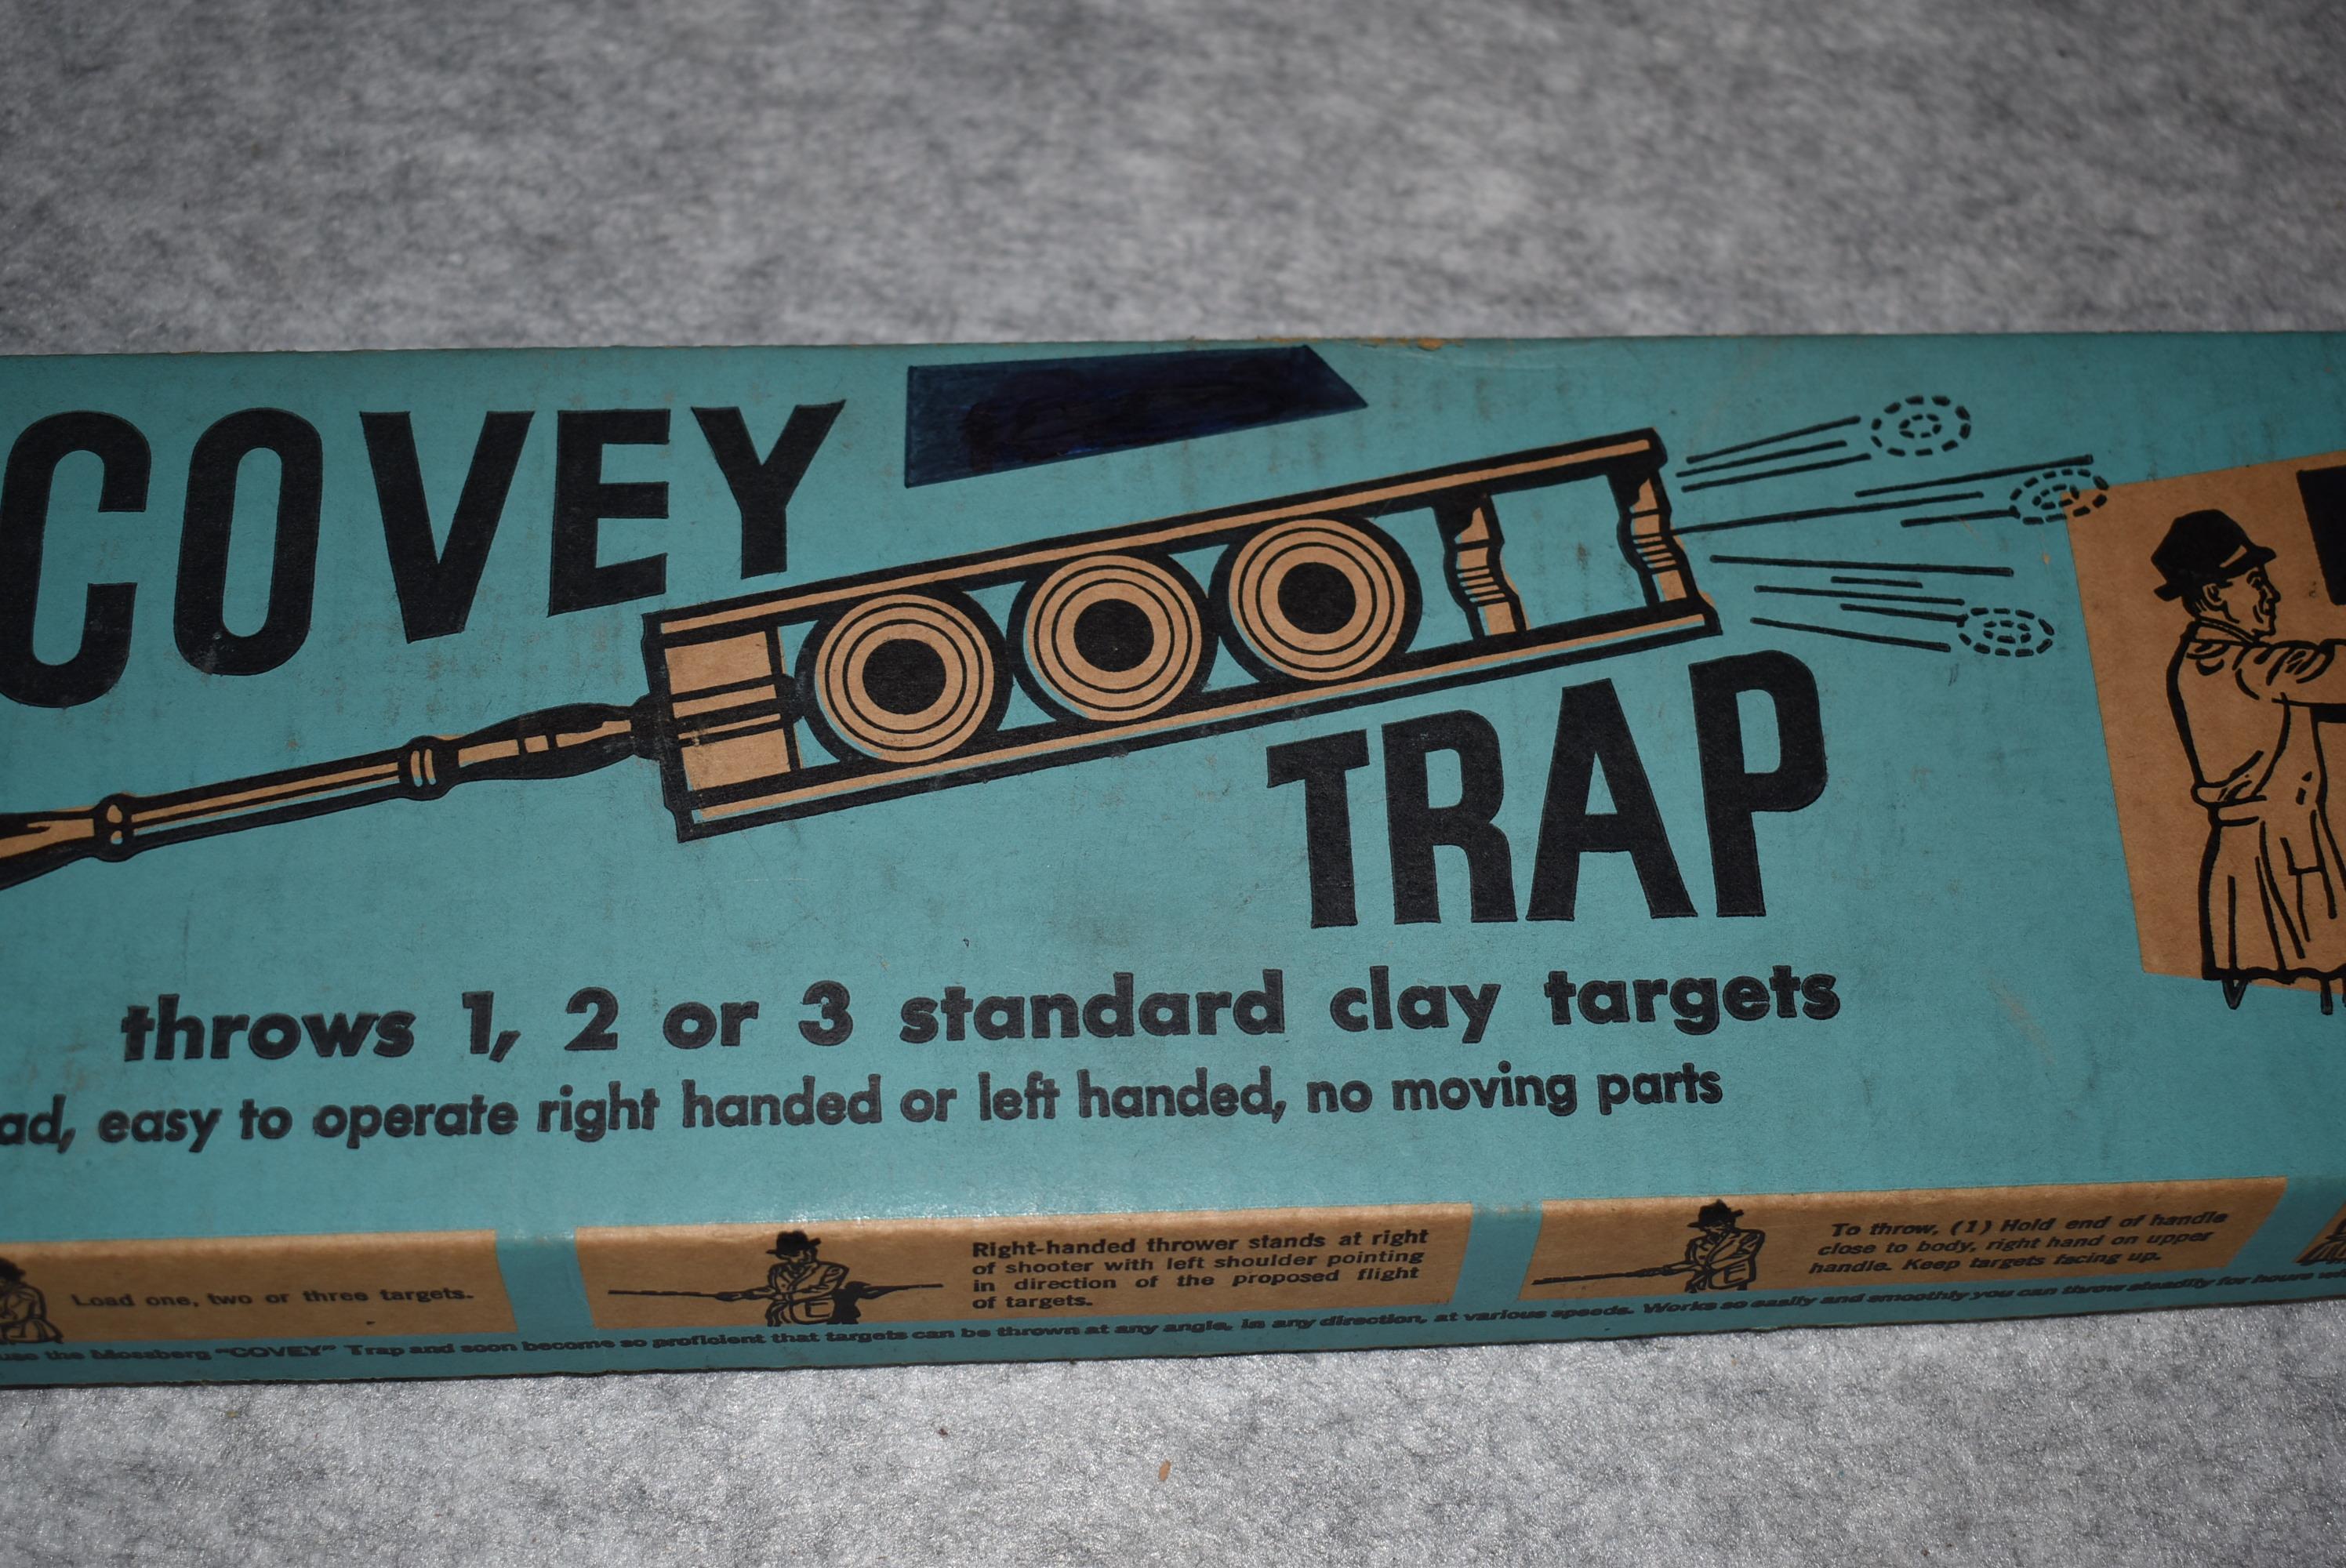 COVEY
TRAP
throws 1, 2 or 3 standard clay targets
ad, easy to operate right handed or left handed, no moving parts
Load one, two or three targets.
Right-handed thrower stands at right
of shooter with left shoulder pointing
in direction of the proposed flight
of targets.
To throw, (1) Hold end of handle
close to body, right hand on upper
handle. Keep targets facing up.
use the Mossberg "COVEY" Trap and soon become so proficient that targets can be thrown at any angle, in any direction, at various speeds. Works so easily and smoothly you can throw steadily for hours